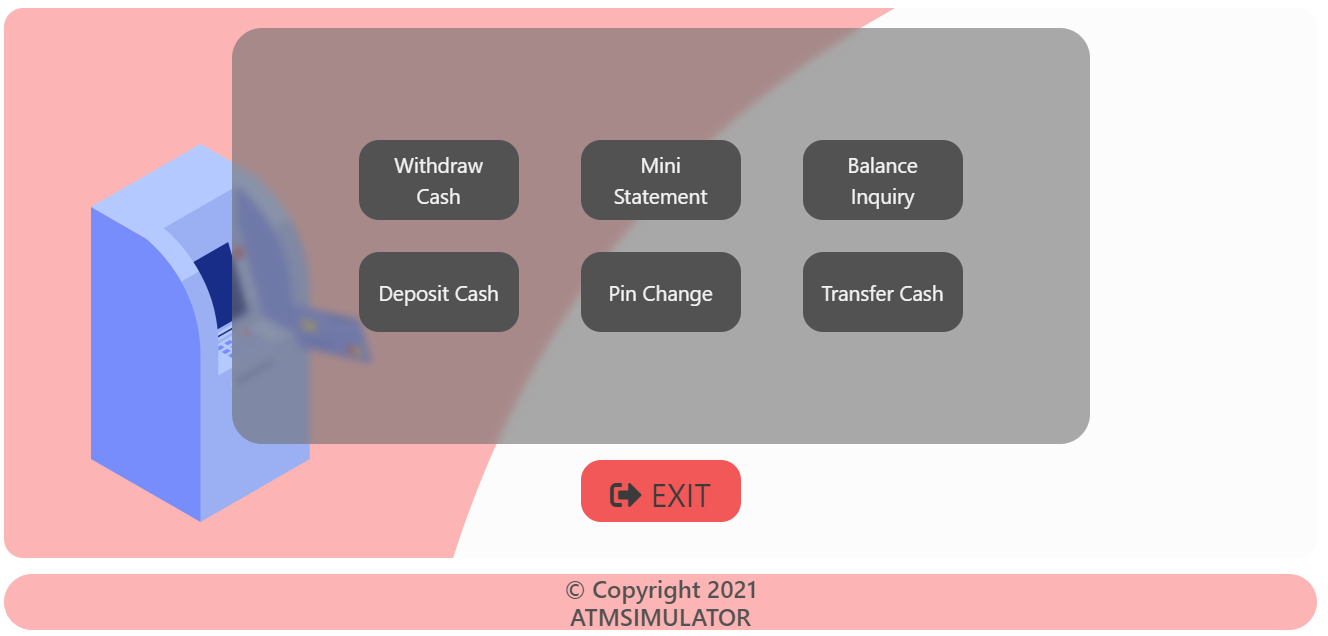 Withdraw
Cash
Mini
Statement
Balance
Inquiry
Deposit Cash
Pin Change
Transfer Cash
EXIT
© Copyright 2021
ATMSIMULATOR